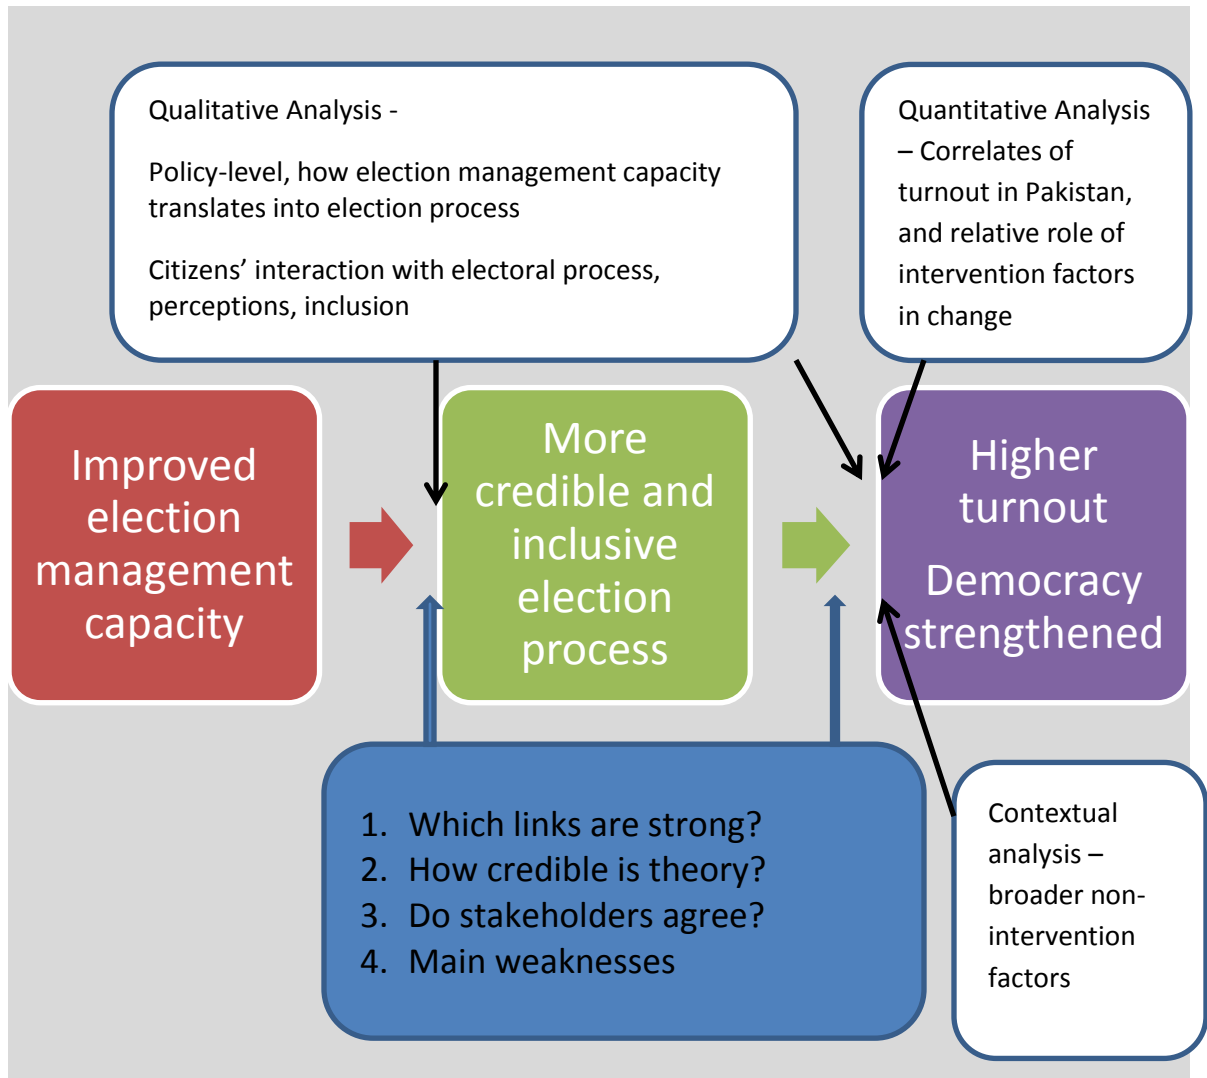 Qualitative Analysis -
Policy-level, how election management capacity
translates into election process
Citizens’ interaction with electoral process,
perceptions, inclusion
Quantitative Analysis
– Correlates of
turnout in Pakistan,
and relative role of
intervention factors
in change
Improved
election
management
capacity
More
credible and
inclusive
election
process
Higher
turnout
Democracy
strengthened
1. Which links are strong?
2. How credible is theory?
3. Do stakeholders agree?
4. Main weaknesses
Contextual
analysis –
broader non-
intervention
factors